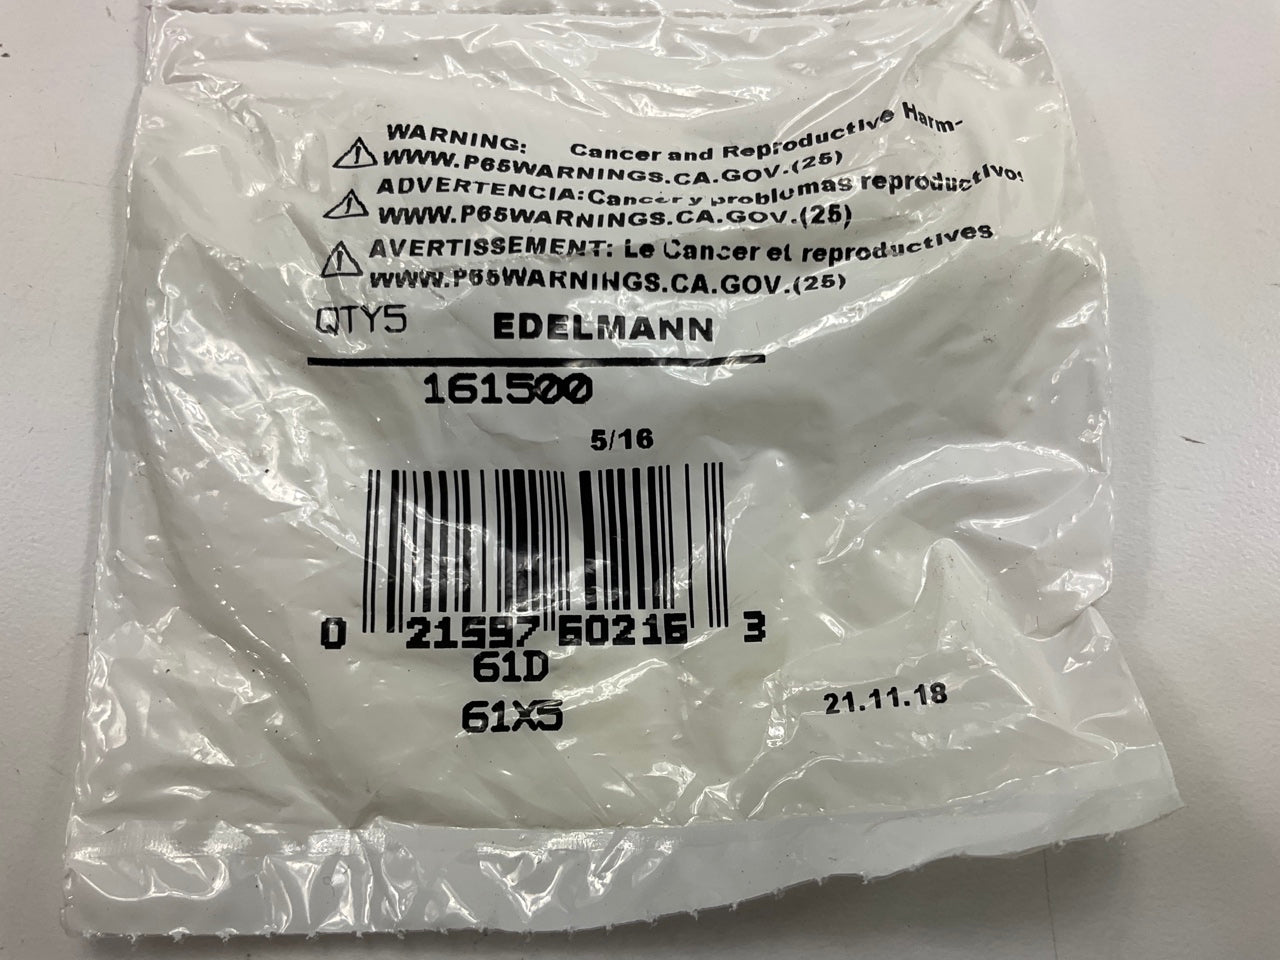 WARNING: Cancer and Reproductive Harm-
WWW.P65WARNINGS.CA.GOV.(25)
ADVERTENCIA:Cancer y problumas reproductivos
WWW.P65WARNINGS.CA.GOV.(25)
AVERTISSEMENT: Le Cancer et reproductives
WWW.P65WARNINGS.CA.GOV.(25)
QTY5 EDELMANN
161500
5/16
0 21597 60216 3
61D
61X5
21.11.18